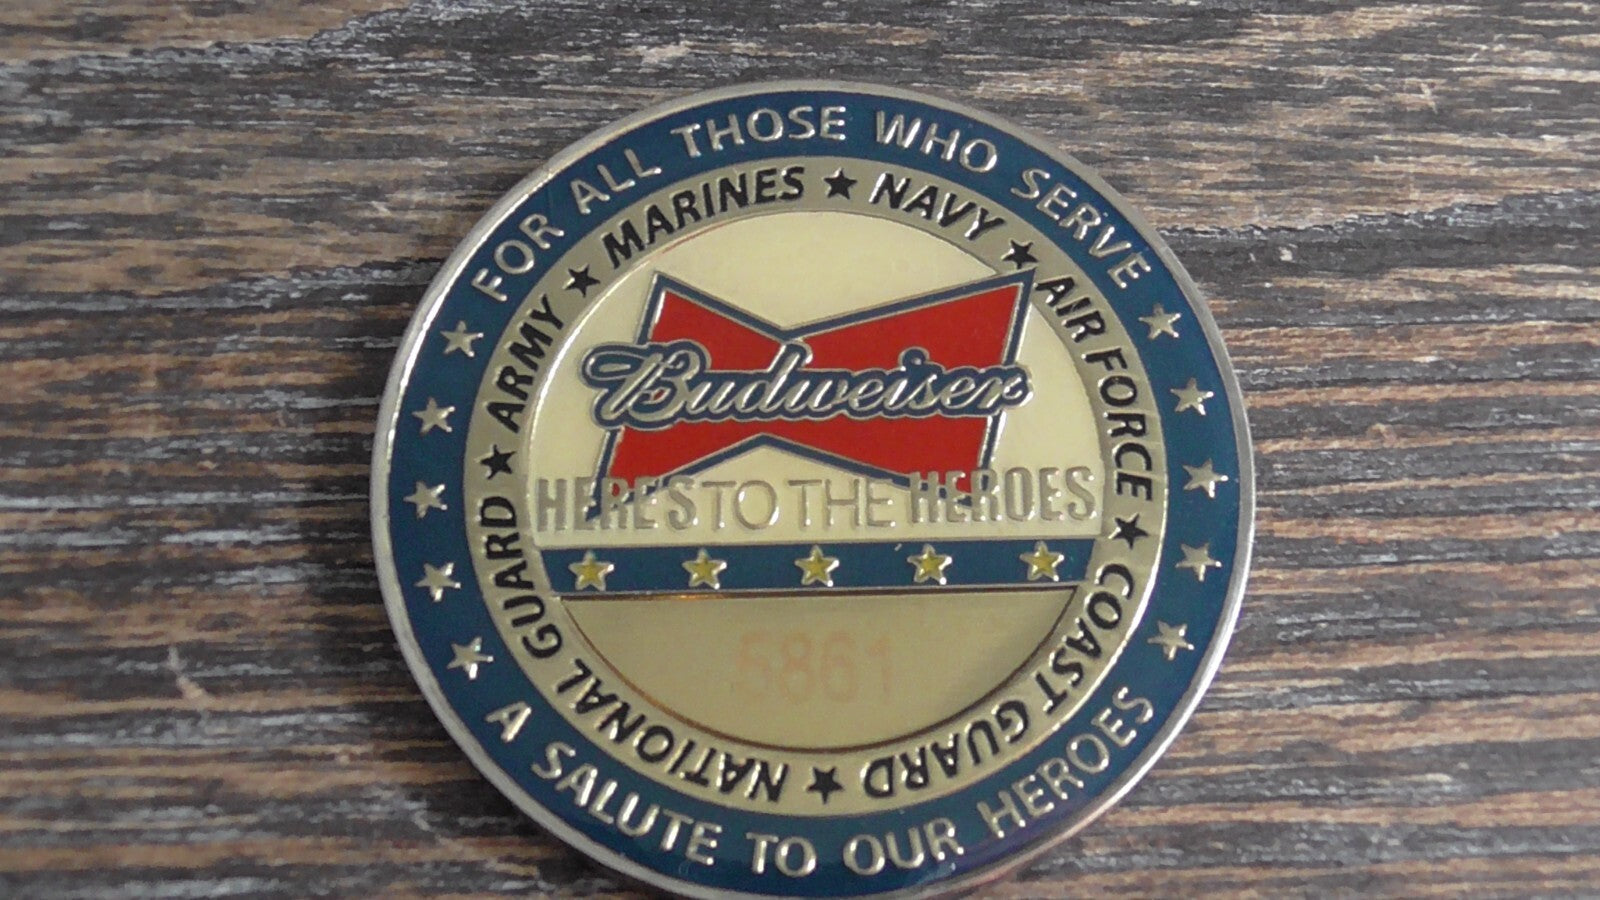 FOR ALL THOSE WHO SERVE
ARMY ★ MARINES ★ NAVY ★ AIR FORCE ★ COAST GUARD ★ NATIONAL GUARD ★
Budweiser
HERE'S TO THE HEROES
5861
A SALUTE TO OUR HEROES